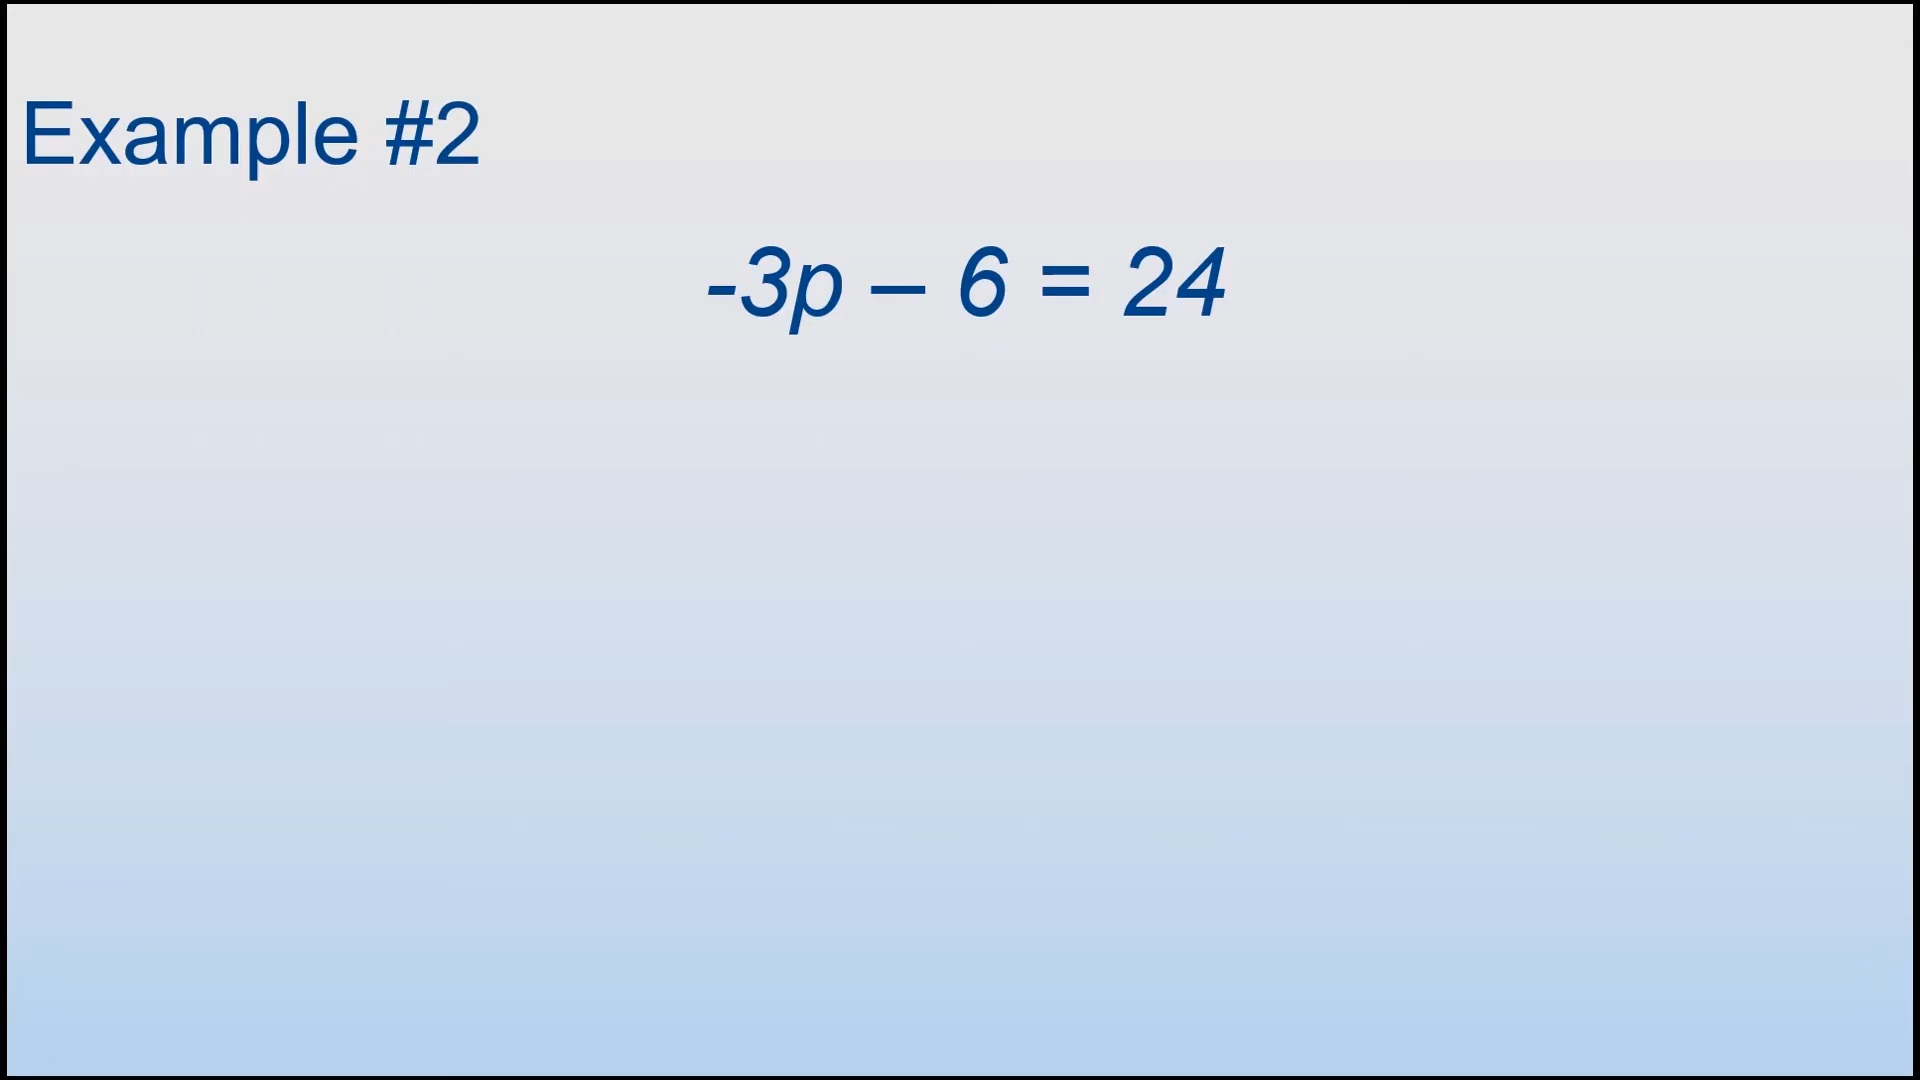 Example #2
-3p – 6 = 24